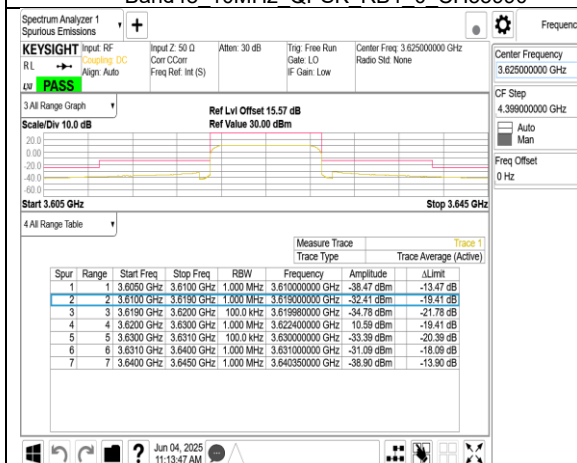 Spectrum Analyzer 1
Spurious Emissions
Frequenc
KEYSIGHT Input: RF Input Z: 50 Ω Atten: 30 dB Trig: Free Run Center Freq: 3.625000000 GHz
RL Coupling: DC Corr CCorr Gate: LO Radio Std: None
Align: Auto Freq Ref: Int (S) IF Gain: Low
LXI PASS
Center Frequency
3.625000000 GHz
CF Step
4.399000000 GHz
Auto
Man
Freq Offset
0 Hz
3 All Range Graph
Ref Lvl Offset 15.57 dB
Scale/Div 10.0 dB Ref Value 30.00 dBm
20.0
0.00
-20.0
-40.0
-60.0
Start 3.605 GHz Stop 3.645 GHz
4 All Range Table
Measure Trace Trace 1
Trace Type Trace Average (Active)
Spur Range Start Freq Stop Freq RBW Frequency Amplitude ΔLimit
1 1 3.6050 GHz 3.6100 GHz 1.000 MHz 3.610000000 GHz -38.47 dBm -13.47 dB
2 2 3.6100 GHz 3.6190 GHz 1.000 MHz 3.619000000 GHz -32.41 dBm -19.41 dB
3 3 3.6190 GHz 3.6200 GHz 100.0 kHz 3.619980000 GHz -34.78 dBm -21.78 dB
4 4 3.6200 GHz 3.6300 GHz 1.000 MHz 3.622400000 GHz 10.59 dBm -19.41 dB
5 5 3.6300 GHz 3.6310 GHz 100.0 kHz 3.630000000 GHz -33.39 dBm -20.39 dB
6 6 3.6310 GHz 3.6400 GHz 1.000 MHz 3.631000000 GHz -31.09 dBm -18.09 dB
7 7 3.6400 GHz 3.6450 GHz 1.000 MHz 3.640350000 GHz -38.90 dBm -13.90 dB
Jun 04, 2025
11:13:47 AM